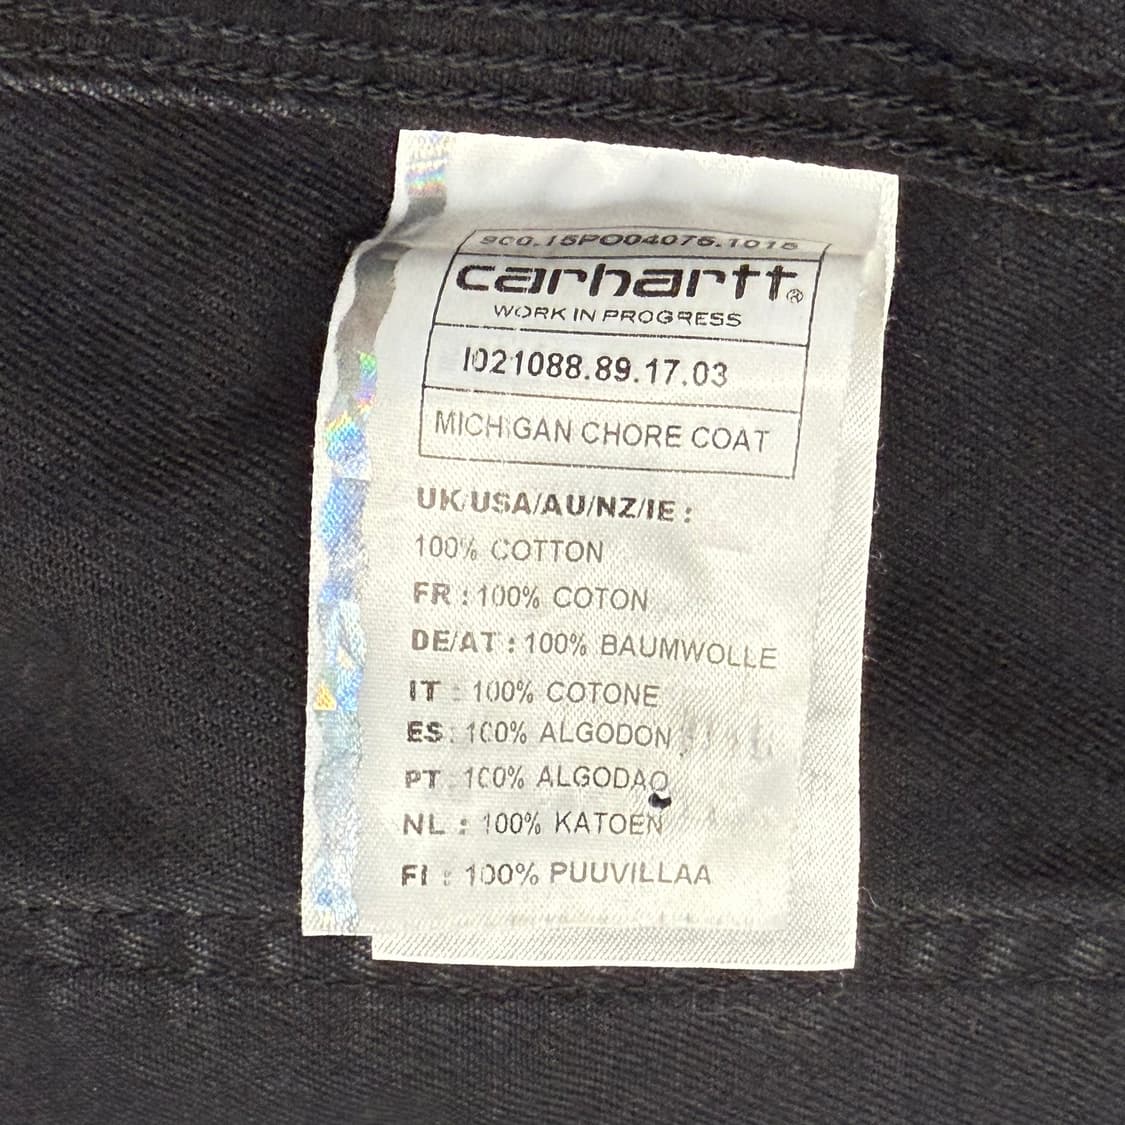 900.15PO04076.1015
carhartt®
WORK IN PROGRESS
I021088.89.17.03
MICHIGAN CHORE COAT
UK/USA/AU/NZ/IE :
100% COTTON
FR : 100% COTON
DE/AT : 100% BAUMWOLLE
IT : 100% COTONE
ES : 100% ALGODON
PT : 100% ALGODAO
NL : 100% KATOEN
FI : 100% PUUVILLAA